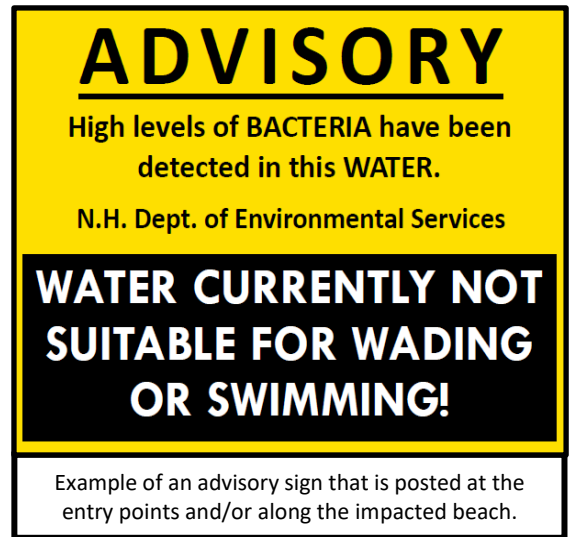 ADVISORY
High levels of BACTERIA have been
detected in this WATER.
N.H. Dept. of Environmental Services
WATER CURRENTLY NOT
SUITABLE FOR WADING
OR SWIMMING!
Example of an advisory sign that is posted at the
entry points and/or along the impacted beach.